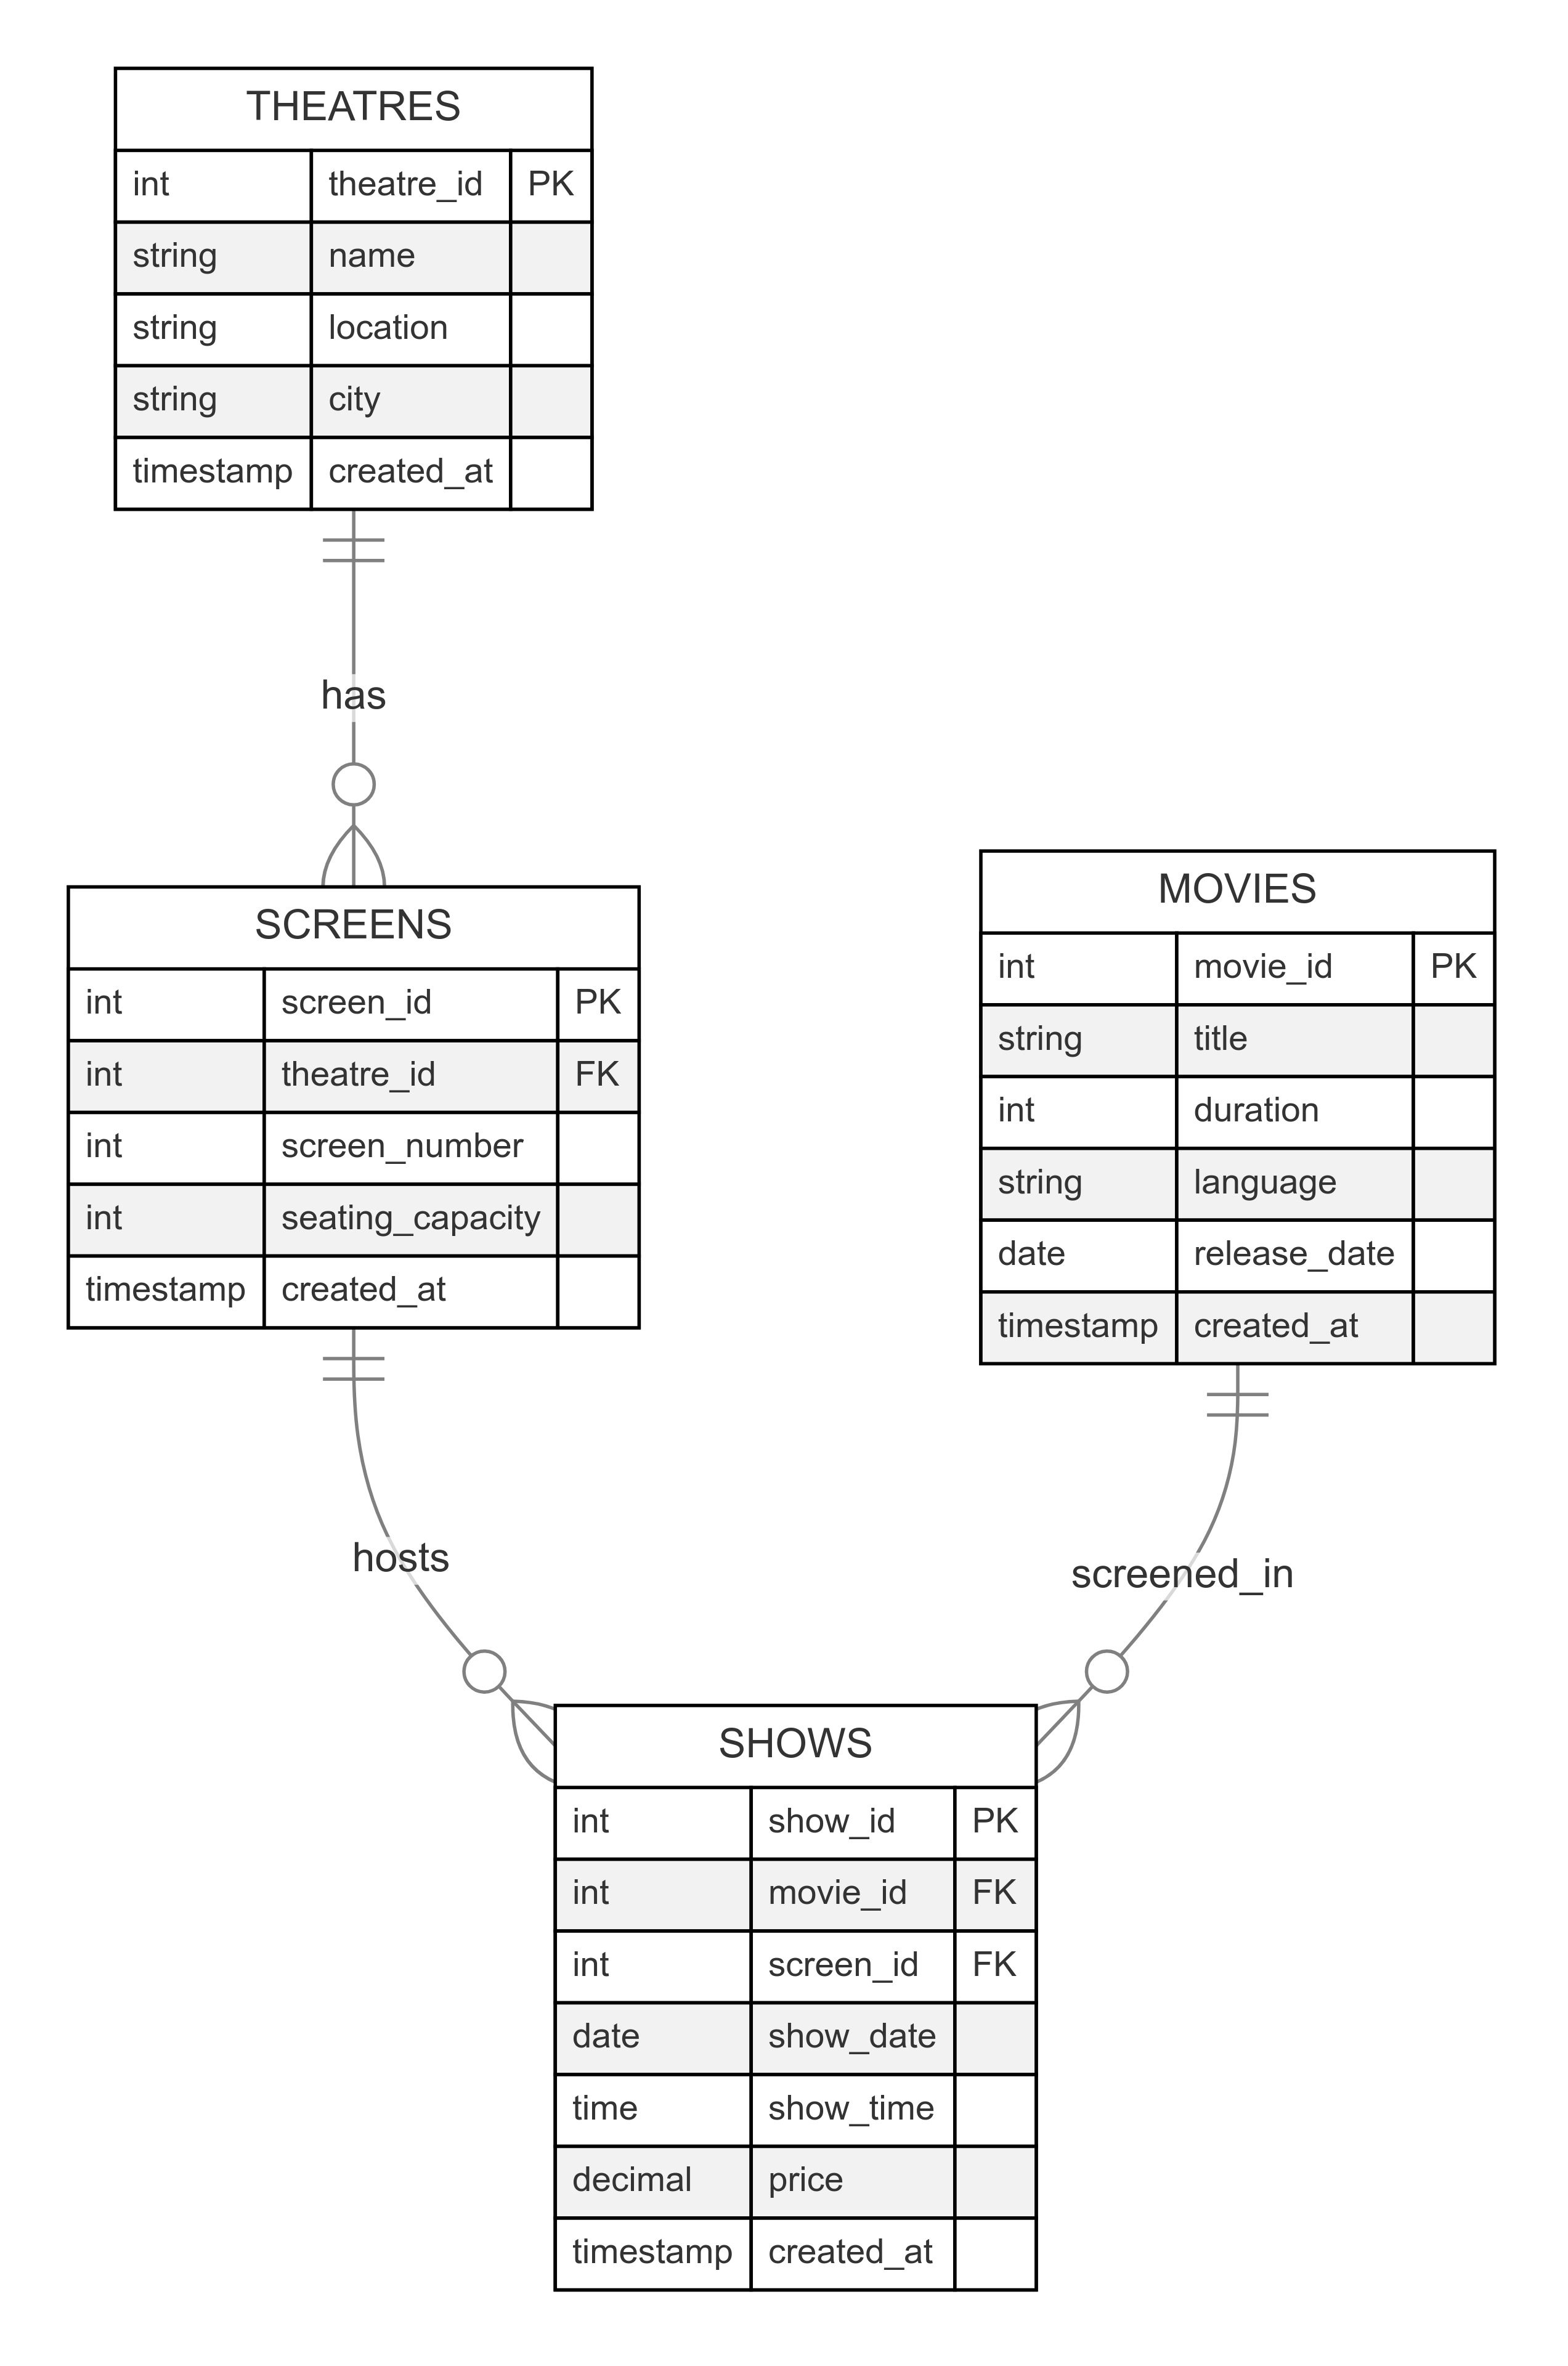 THEATRES
int theatre_id PK
string name
string location
string city
timestamp created_at
has
SCREENS
int screen_id PK
int theatre_id FK
int screen_number
int seating_capacity
timestamp created_at
MOVIES
int movie_id PK
string title
int duration
string language
date release_date
timestamp created_at
hosts
screened_in
SHOWS
int show_id PK
int movie_id FK
int screen_id FK
date show_date
time show_time
decimal price
timestamp created_at